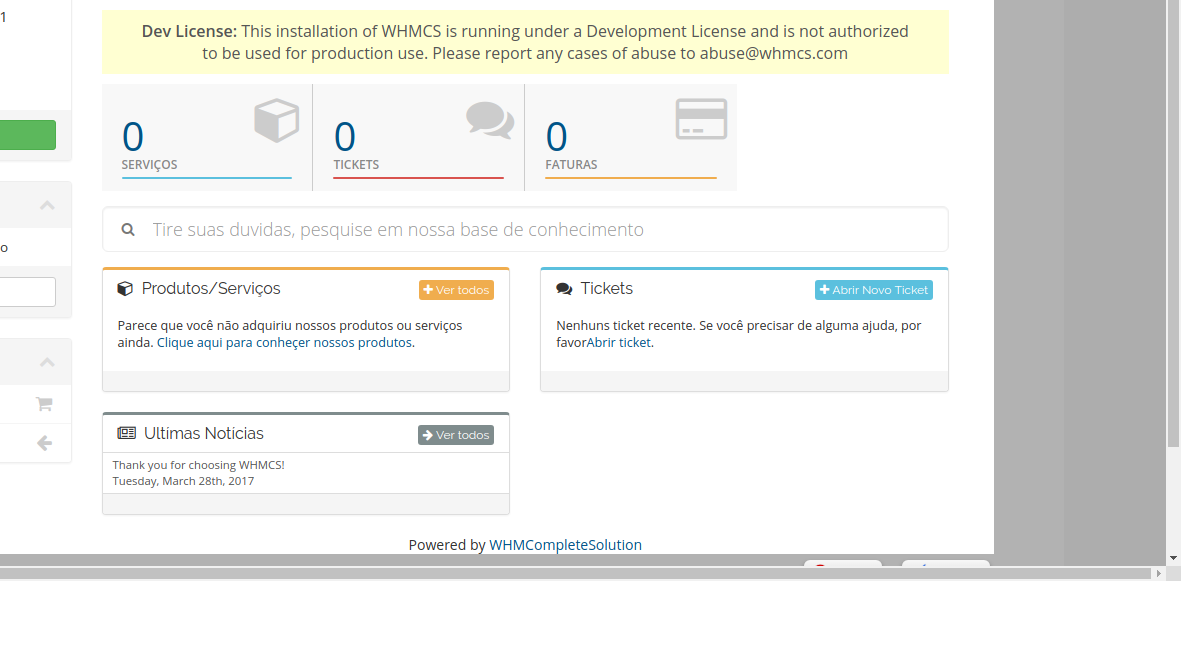 1
Dev License: This installation of WHMCS is running under a Development License and is not authorized
to be used for production use. Please report any cases of abuse to abuse@whmcs.com
0
SERVIÇOS
0
TICKETS
0
FATURAS
o
Tire suas duvidas, pesquise em nossa base de conhecimento
Produtos/Serviços
Ver todos
Parece que você não adquiriu nossos produtos ou serviços
ainda. Clique aqui para conheçer nossos produtos.
Tickets
Abrir Novo Ticket
Nenhuns ticket recente. Se você precisar de alguma ajuda, por
favorAbrir ticket.
Ultímas Noticias
Ver todos
Thank you for choosing WHMCS!
Tuesday, March 28th, 2017
Powered by WHMCompleteSolution